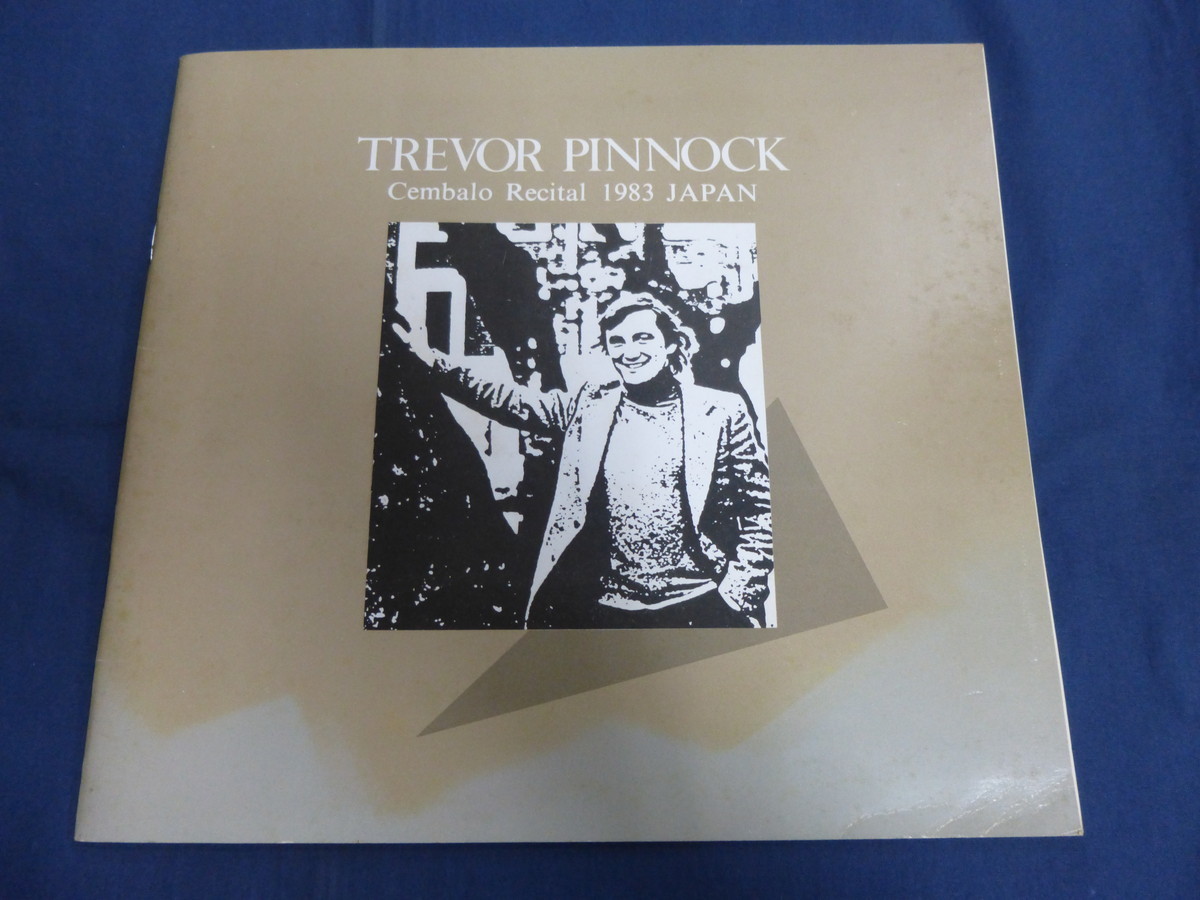 TREVOR PINNOCK
Cembalo Recital 1983 JAPAN